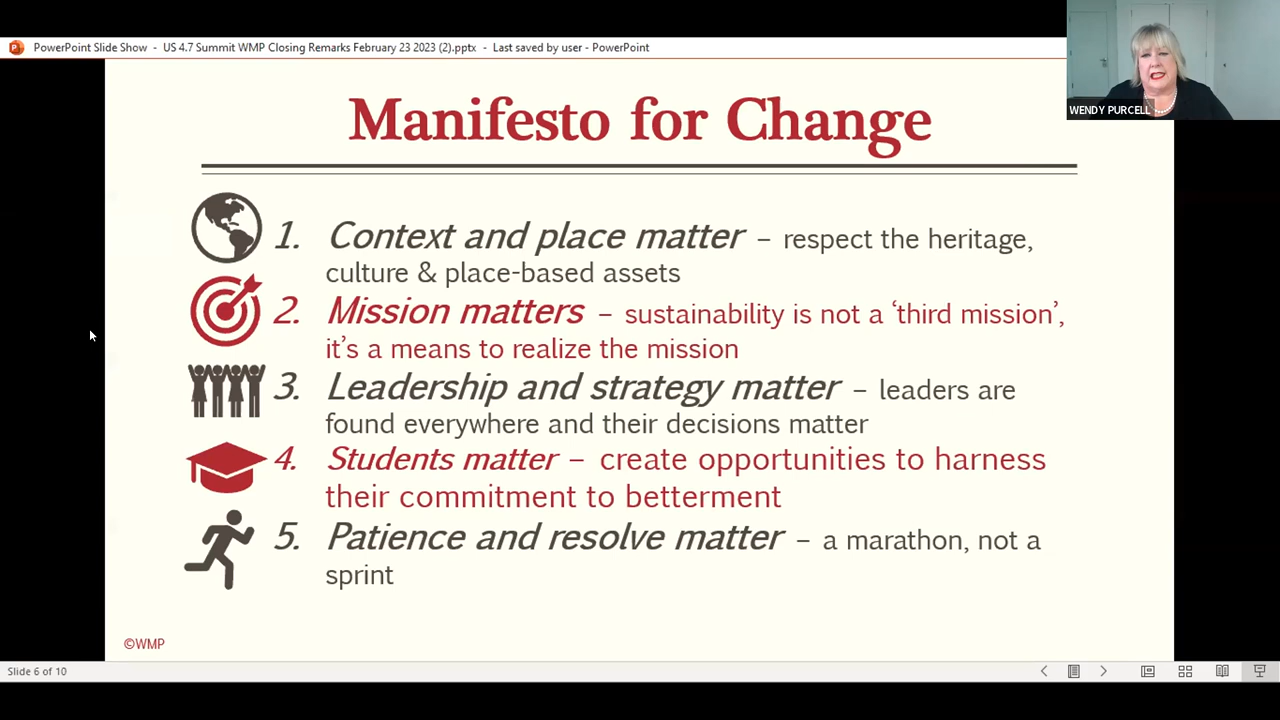 PowerPoint Slide Show - US 4.7 Summit WMP Closing Remarks February 23 2023 (2).pptx - Last saved by user - PowerPoint
WENDY PURCELL
Manifesto for Change
1. Context and place matter – respect the heritage,
culture & place-based assets
2. Mission matters – sustainability is not a ‘third mission’,
it’s a means to realize the mission
3. Leadership and strategy matter – leaders are
found everywhere and their decisions matter
4. Students matter – create opportunities to harness
their commitment to betterment
5. Patience and resolve matter – a marathon, not a
sprint
©WMP
Slide 6 of 10